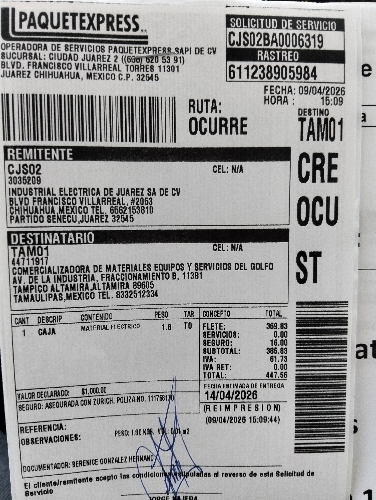 PAQUETEXPRESS
OPERADORA DE SERVICIOS PAQUETEXPRESS SAPI DE CV
SUCURSAL: CIUDAD JUAREZ 2 ((656) 620 53 91)
BLVD. FRANCISCO VILLARREAL TORRES 11301
JUAREZ CHIHUAHUA, MEXICO C.P. 32545
SOLICITUD DE SERVICIO
CJS02BA0006319
RASTREO
611238905984
FECHA: 09/04/2026
HORA : 15:09
RUTA:
OCURRE
DESTINO
TAM01
CRE
OCU
ST
REMITENTE
CJS02
CEL: N/A
3035209
INDUSTRIAL ELECTRICA DE JUAREZ SA DE CV
BLVD FRANCISCO VILLARREAL, #2053
CHIHUAHUA,MEXICO TEL. 6562153810
PARTIDO SENECU,JUAREZ 32545
DESTINATARIO
TAM01
CEL: N/A
44711917
COMERCIALIZADORA DE MATERIALES EQUIPOS Y SERVICIOS DEL GOLFO
AV. DE LA INDUSTRIA, FRACCIONAMIENTO B, 11381
TAMPICO ALTAMIRA,ALTAMIRA 89605
TAMAULIPAS,MEXICO TEL. 8332512334
CANT DESCRIP CONTENIDO PESO TAR
1 CAJA MATERIAL ELECTRICO 1.6 T0
CONCEPTO TOTAL
FLETE: 369.83
SERVICIOS: 0.00
SEGURO: 16.00
SUBTOTAL: 385.83
IVA: 61.73
IVA RET: 0.00
TOTAL: 447.56
VALOR DECLARADO: $1,000.00
SEGURO: ASEGURADA CON ZURICH, POLIZA NO.
FECHA ESTIMADA DE ENTREGA
14/04/2026
(REIMPRESION)
(09/04/2026 15:09:44)
REFERENCIA:
OBSERVACIONES:
DOCUMENTADOR: BERENICE GONZALEZ HERNAND
El cliente/remitente acepta las condiciones estipuladas al reverso de esta Solicitud de
Servicio